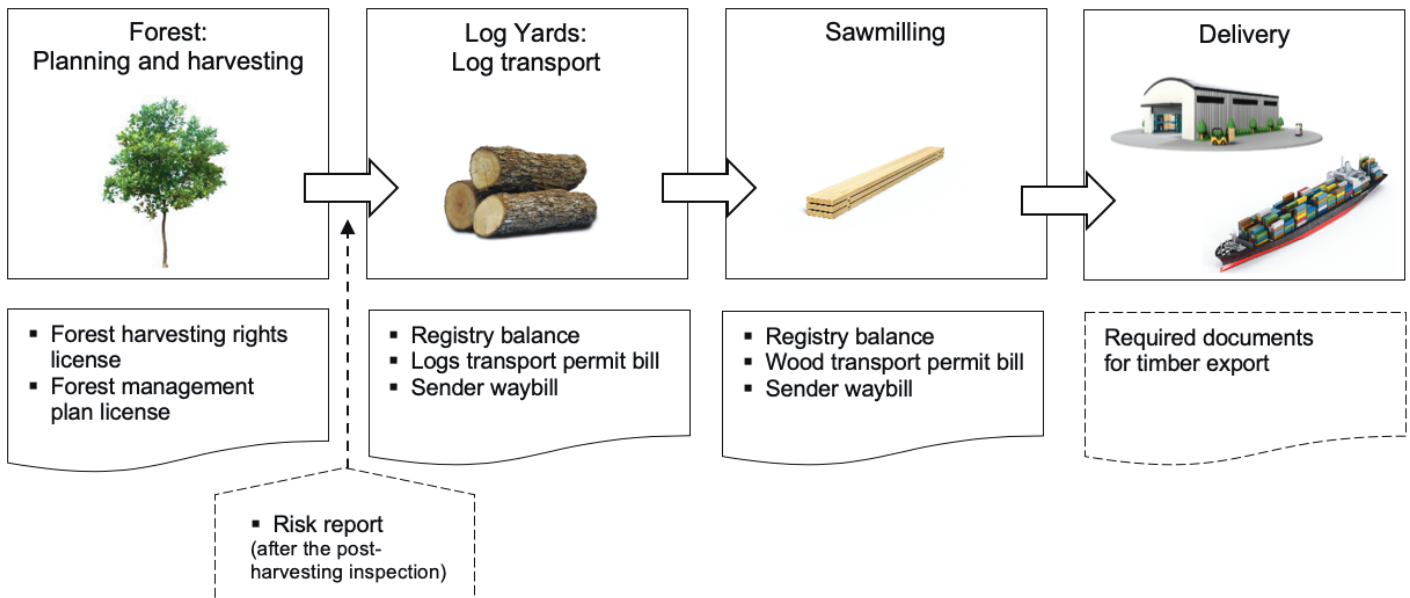 Forest:
Planning and harvesting
Log Yards:
Log transport
Sawmilling
Delivery
▪ Forest harvesting rights
license
▪ Forest management
plan license
▪ Registry balance
▪ Logs transport permit bill
▪ Sender waybill
▪ Registry balance
▪ Wood transport permit bill
▪ Sender waybill
Required documents
for timber export
▪ Risk report
(after the post-
harvesting inspection)